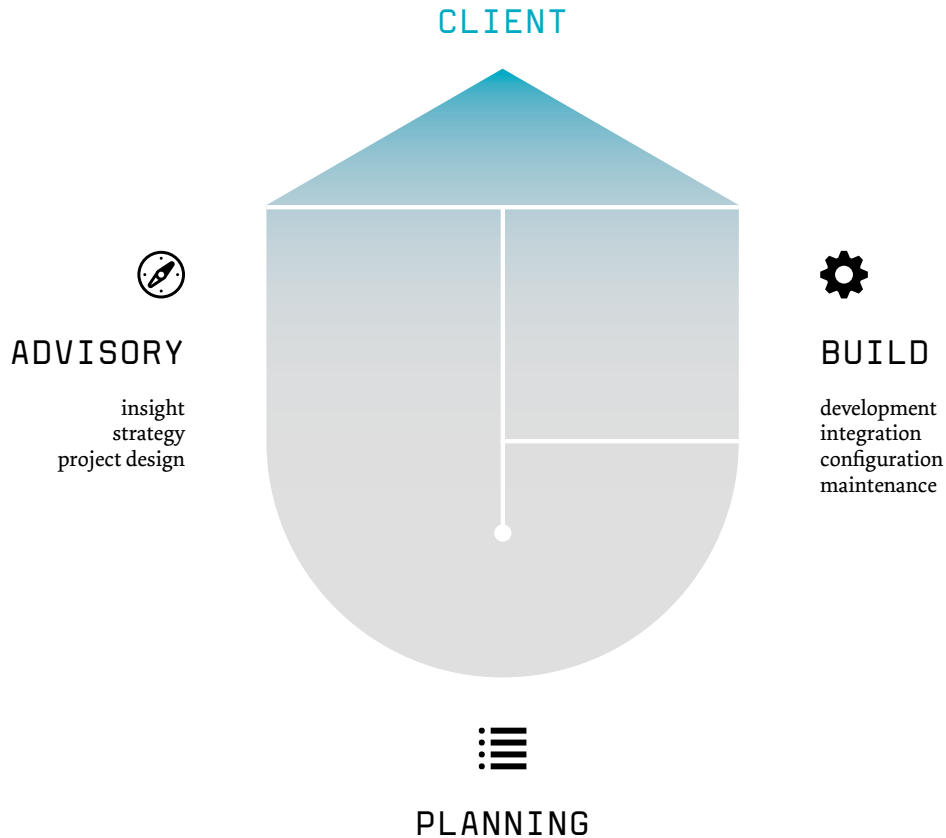 CLIENT
ADVISORY
insight
strategy
project design
BUILD
development
integration
configuration
maintenance
PLANNING